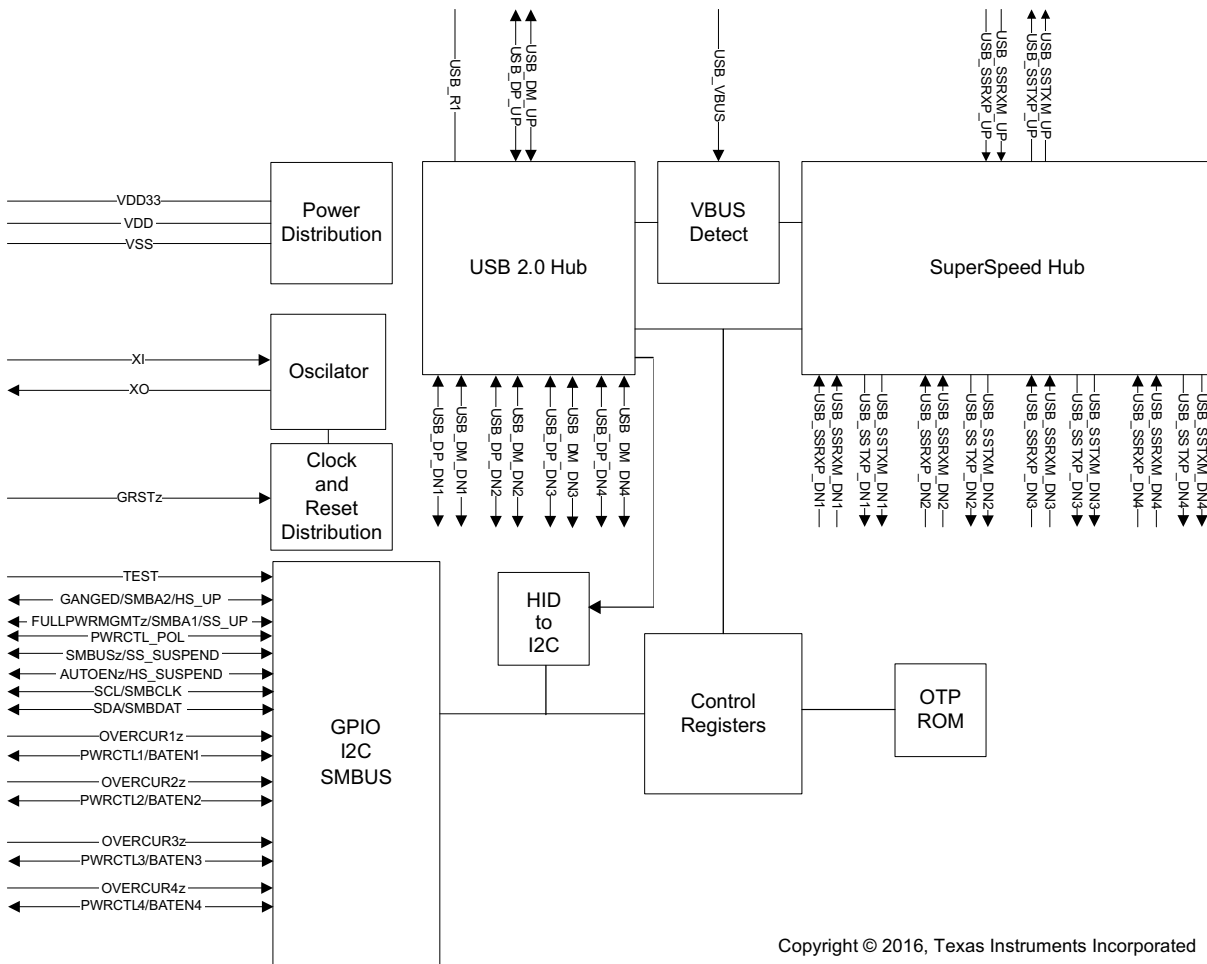 USB_R1
USB_DP_UP
USB_DM_UP
USB_VBUS
USB_SSRXP_UP
USB_SSRXM_UP
USB_SSTXP_UP
USB_SSTXM_UP
VDD33
VDD
VSS
Power
Distribution
USB 2.0 Hub
VBUS
Detect
SuperSpeed Hub
XI
XO
Oscilator
GRSTz
Clock
and
Reset
Distribution
USB_DP_DN1
USB_DM_DN1
USB_DP_DN2
USB_DM_DN2
USB_DP_DN3
USB_DM_DN3
USB_DP_DN4
USB_DM_DN4
USB_SSRXP_DN1
USB_SSRXM_DN1
USB_SSTXP_DN1
USB_SSTXM_DN1
USB_SSRXP_DN2
USB_SSRXM_DN2
USB_SSTXP_DN2
USB_SSTXM_DN2
USB_SSRXP_DN3
USB_SSRXM_DN3
USB_SSTXP_DN3
USB_SSTXM_DN3
USB_SSRXP_DN4
USB_SSRXM_DN4
USB_SSTXP_DN4
USB_SSTXM_DN4
TEST
GANGED/SMBA2/HS_UP
FULLPWRMGMTz/SMBA1/SS_UP
PWRCTL_POL
SMBUSz/SS_SUSPEND
AUTOENz/HS_SUSPEND
SCL/SMBCLK
SDA/SMBDAT
OVERCUR1z
PWRCTL1/BATEN1
OVERCUR2z
PWRCTL2/BATEN2
OVERCUR3z
PWRCTL3/BATEN3
OVERCUR4z
PWRCTL4/BATEN4
GPIO
I2C
SMBUS
HID
to
I2C
Control
Registers
OTP
ROM
Copyright © 2016, Texas Instruments Incorporated